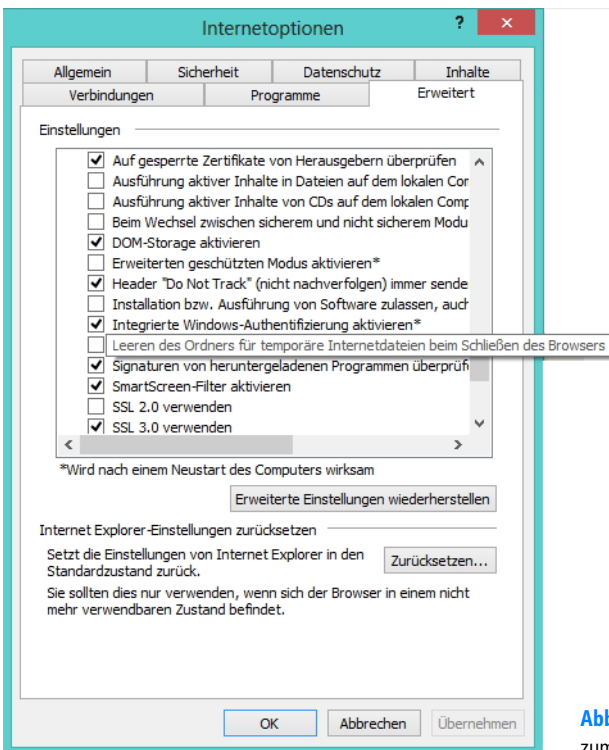 Internetoptionen
?
×
Allgemein
Sicherheit
Datenschutz
Inhalte
Verbindungen
Programme
Erweitert
Einstellungen
Auf gesperrte Zertifikate von Herausgebern überprüfen
Ausführung aktiver Inhalte in Dateien auf dem lokalen Con
Ausführung aktiver Inhalte von CDs auf dem lokalen Comp
Beim Wechsel zwischen sicherem und nicht sicherem Modu
DOM-Storage aktivieren
Erweiterten geschützten Modus aktivieren*
Header "Do Not Track" (nicht nachverfolgen) immer sende
Installation bzw. Ausführung von Software zulassen, auch
Integrierte Windows-Authentifizierung aktivieren*
Leeren des Ordners für temporäre Internetdateien beim Schließen des Browsers
Signaturen von heruntergeladenen Programmen überprüf
SmartScreen-Filter aktivieren
SSL 2.0 verwenden
SSL 3.0 verwenden
*Wird nach einem Neustart des Computers wirksam
Erweiterte Einstellungen wiederherstellen
Internet Explorer-Einstellungen zurücksetzen
Setzt die Einstellungen von Internet Explorer in den
Standardzustand zurück.
Zurücksetzen...
Sie sollten dies nur verwenden, wenn sich der Browser in einem nicht
mehr verwendbaren Zustand befindet.
OK
Abbrechen
Übernehmen
Abb
zum